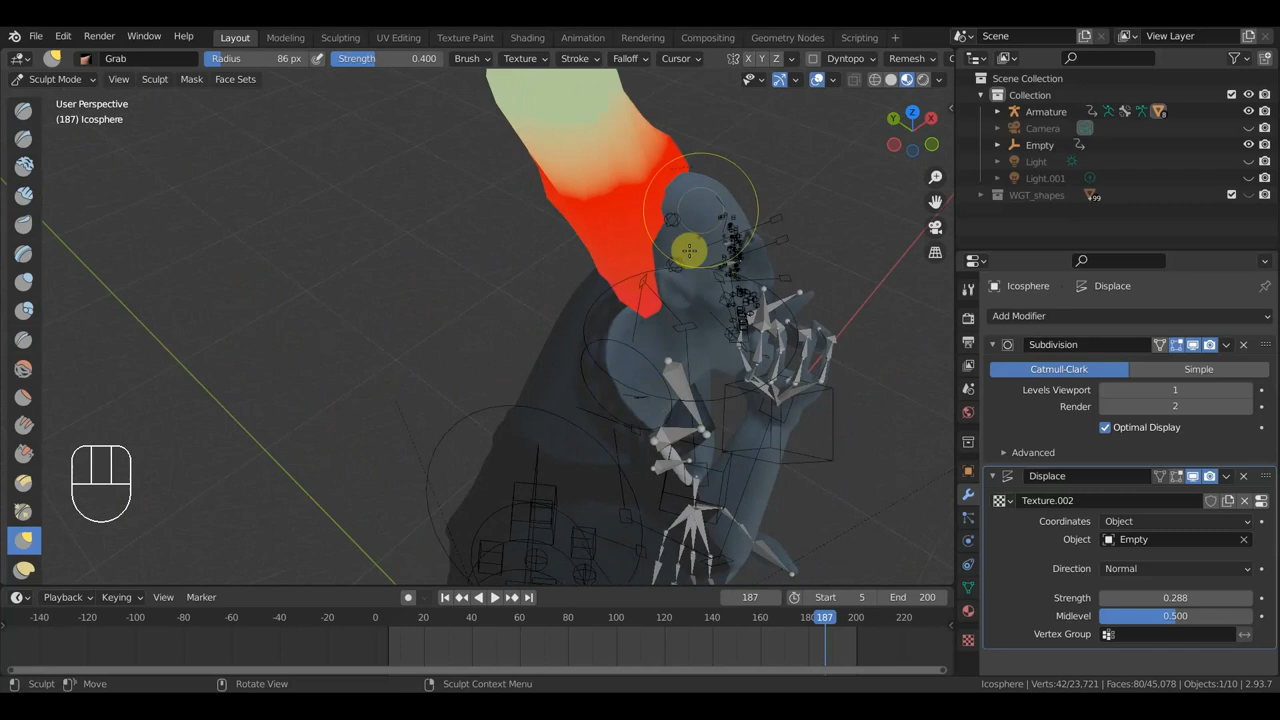 File Edit Render Window Help Layout Modeling Sculpting UV Editing Texture Paint Shading Animation Rendering Compositing Geometry Nodes Scripting + Scene View Layer
Grab Radius 86 px Strength 0.400 Brush Texture Stroke Falloff Cursor X Y Z Dyntopo Remesh
Sculpt Mode View Sculpt Mask Face Sets
User Perspective
(187) Icosphere
Y Z X
Scene Collection
Collection
Armature 8
Camera
Empty
Light
Light.001
WGT_shapes 99
Icosphere Displace
Add Modifier
Subdivision
Catmull-Clark Simple
Levels Viewport 1
Render 2
Optimal Display
Advanced
Displace
Texture.002
Coordinates Object
Object Empty
Direction Normal
Strength 0.288
Midlevel 0.500
Vertex Group
Playback Keying View Marker 187 Start 5 End 200
-140 -120 -100 -80 -60 -40 -20 0 20 40 60 80 100 120 140 160 180 187 200 220
Sculpt Move Rotate View Sculpt Context Menu Icosphere | Verts:42/23,721 | Faces:80/45,078 | Objects:1/10 | 2.93.7